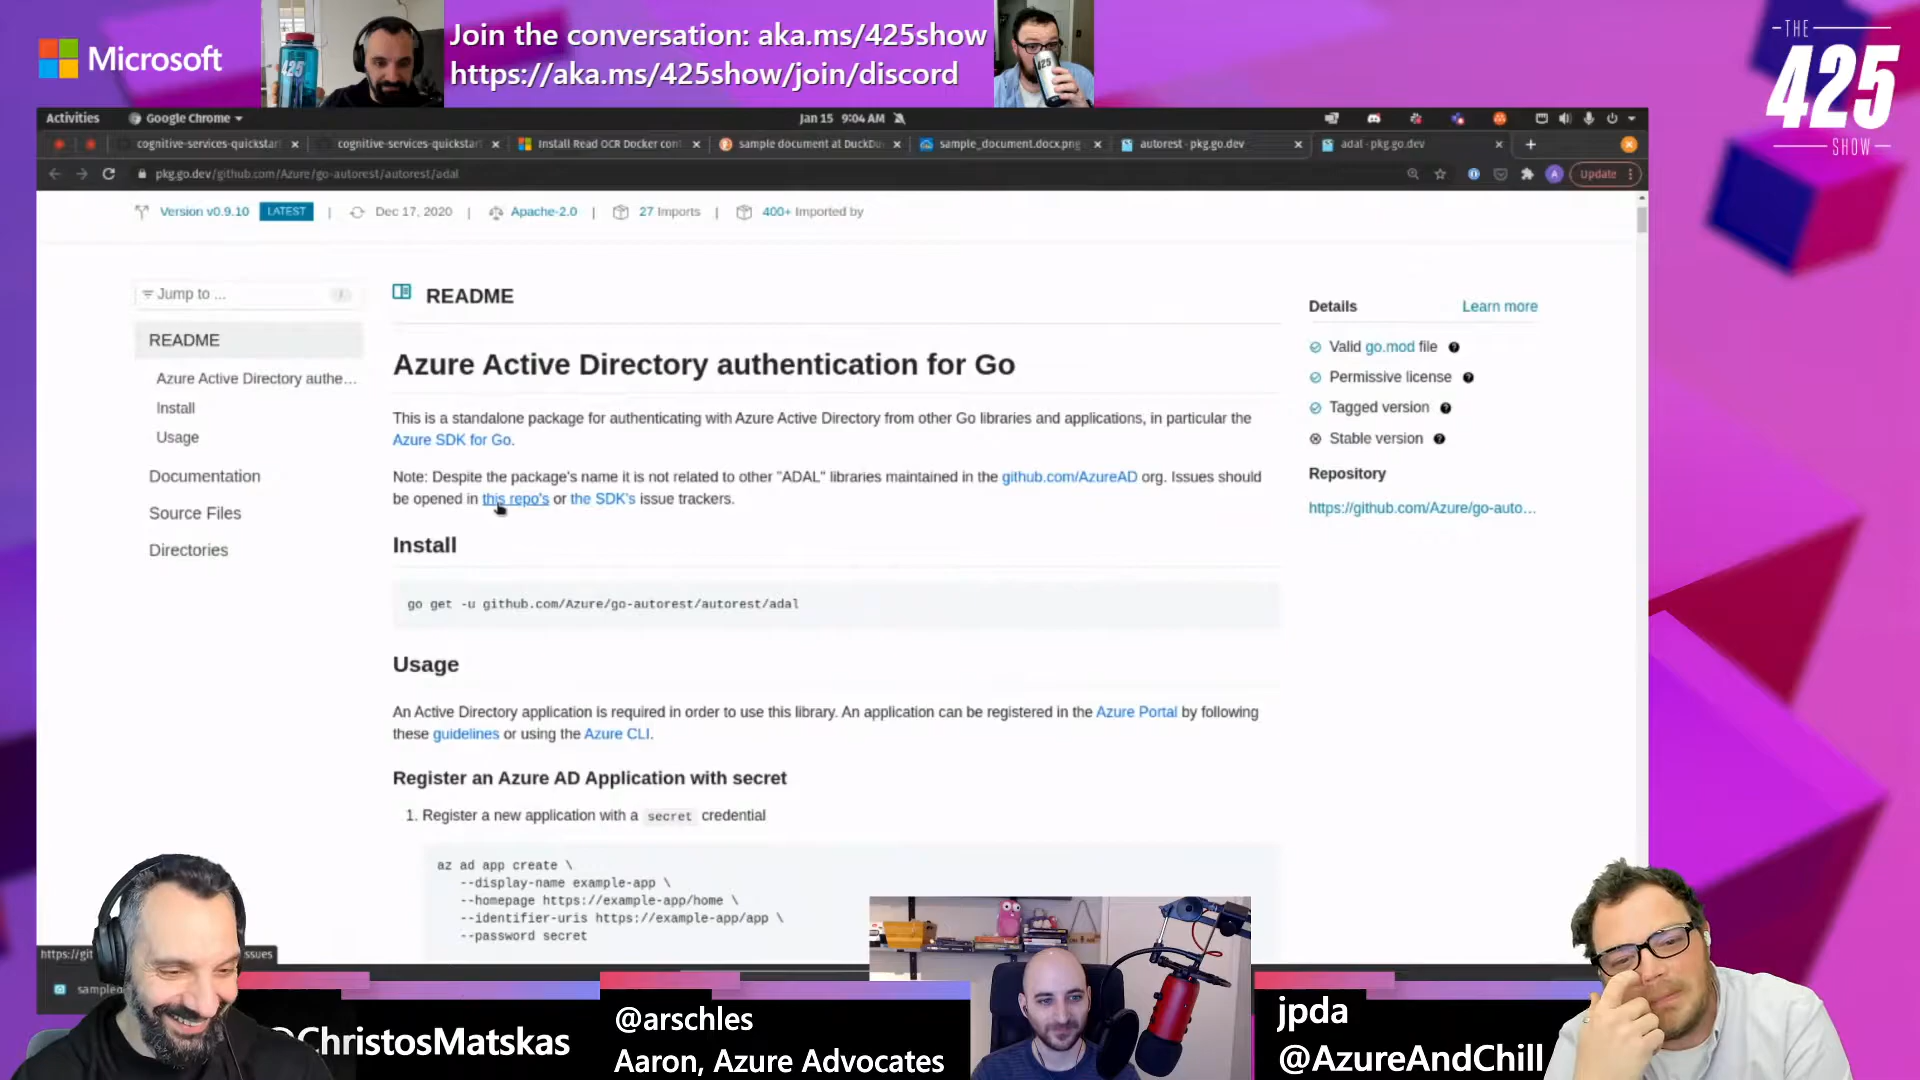 Microsoft
425
Join the conversation: aka.ms/425show
https://aka.ms/425show/join/discord
425
THE
425
SHOW
Activities
Google Chrome
Jan 15 9:04 AM
cognitive-services-quickstar
cognitive-services-quickstar
Install Read OCR Docker cont
sample document at DuckDu
sample_document.docx.png
autorest · pkg.go.dev
adal · pkg.go.dev
pkg.go.dev/github.com/Azure/go-autorest/autorest/adal
A
Update
Version v0.9.10
LATEST
| Dec 17, 2020 | Apache-2.0 | 27 Imports | 400+ Imported by
Jump to ...
README
Azure Active Directory authe...
Install
Usage
Documentation
Source Files
Directories
README
Azure Active Directory authentication for Go
This is a standalone package for authenticating with Azure Active Directory from other Go libraries and applications, in particular the
Azure SDK for Go.
Note: Despite the package's name it is not related to other "ADAL" libraries maintained in the github.com/AzureAD org. Issues should
be opened in this repo's or the SDK's issue trackers.
Install
go get -u github.com/Azure/go-autorest/autorest/adal
Usage
An Active Directory application is required in order to use this library. An application can be registered in the Azure Portal by following
these guidelines or using the Azure CLI.
Register an Azure AD Application with secret
1. Register a new application with a secret credential
az ad app create \
--display-name example-app \
--homepage https://example-app/home \
--identifier-uris https://example-app/app \
--password secret
Details
Learn more
Valid go.mod file
Permissive license
Tagged version
Stable version
Repository
https://github.com/Azure/go-auto...
https://git
ssues
@ChristosMatskas
@arschles
Aaron, Azure Advocates
jpda
@AzureAndChill